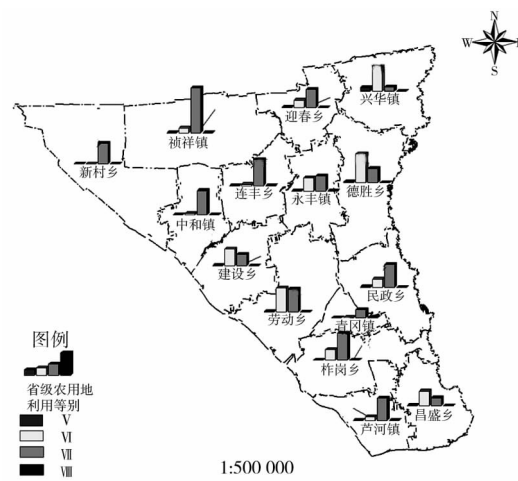 N
W
S
兴华镇
迎春乡
祯祥镇
新村乡
连丰乡
永丰镇
德胜乡
中和镇
建设乡
民政乡
劳动乡
青冈镇
柞岗乡
昌盛乡
芦河镇
图例
省级农用地
利用等别
Ⅴ
Ⅵ
Ⅶ
Ⅷ
1:500 000